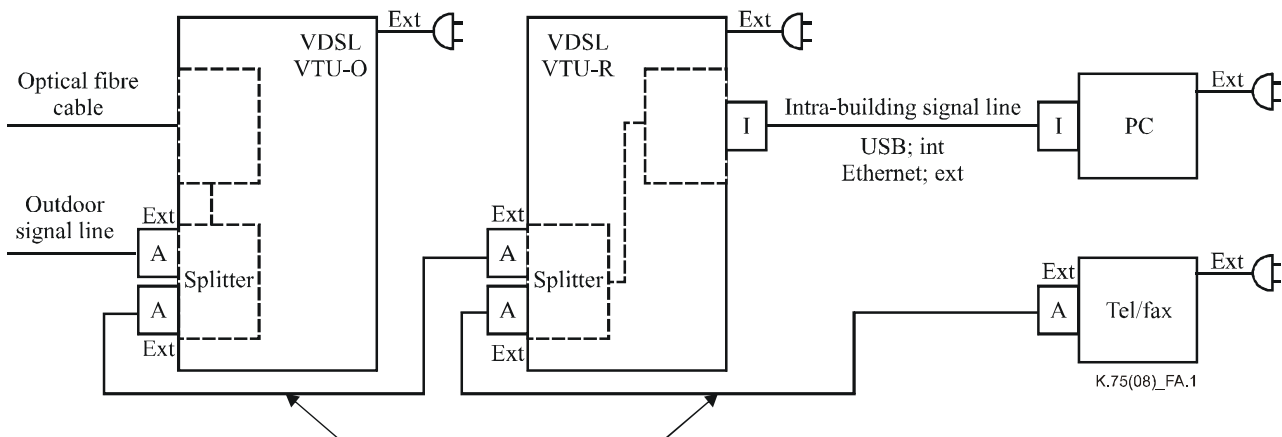 Ext
VDSL
VTU-O
Optical fibre
cable
Outdoor
signal line
Ext
A
Splitter
A
Ext
Ext
VDSL
VTU-R
I
Ext
A
Splitter
A
Ext
Intra-building signal line
USB; int
Ethernet; ext
I
PC
Ext
Ext
A
Tel/fax
Ext
K.75(08)_FA.1